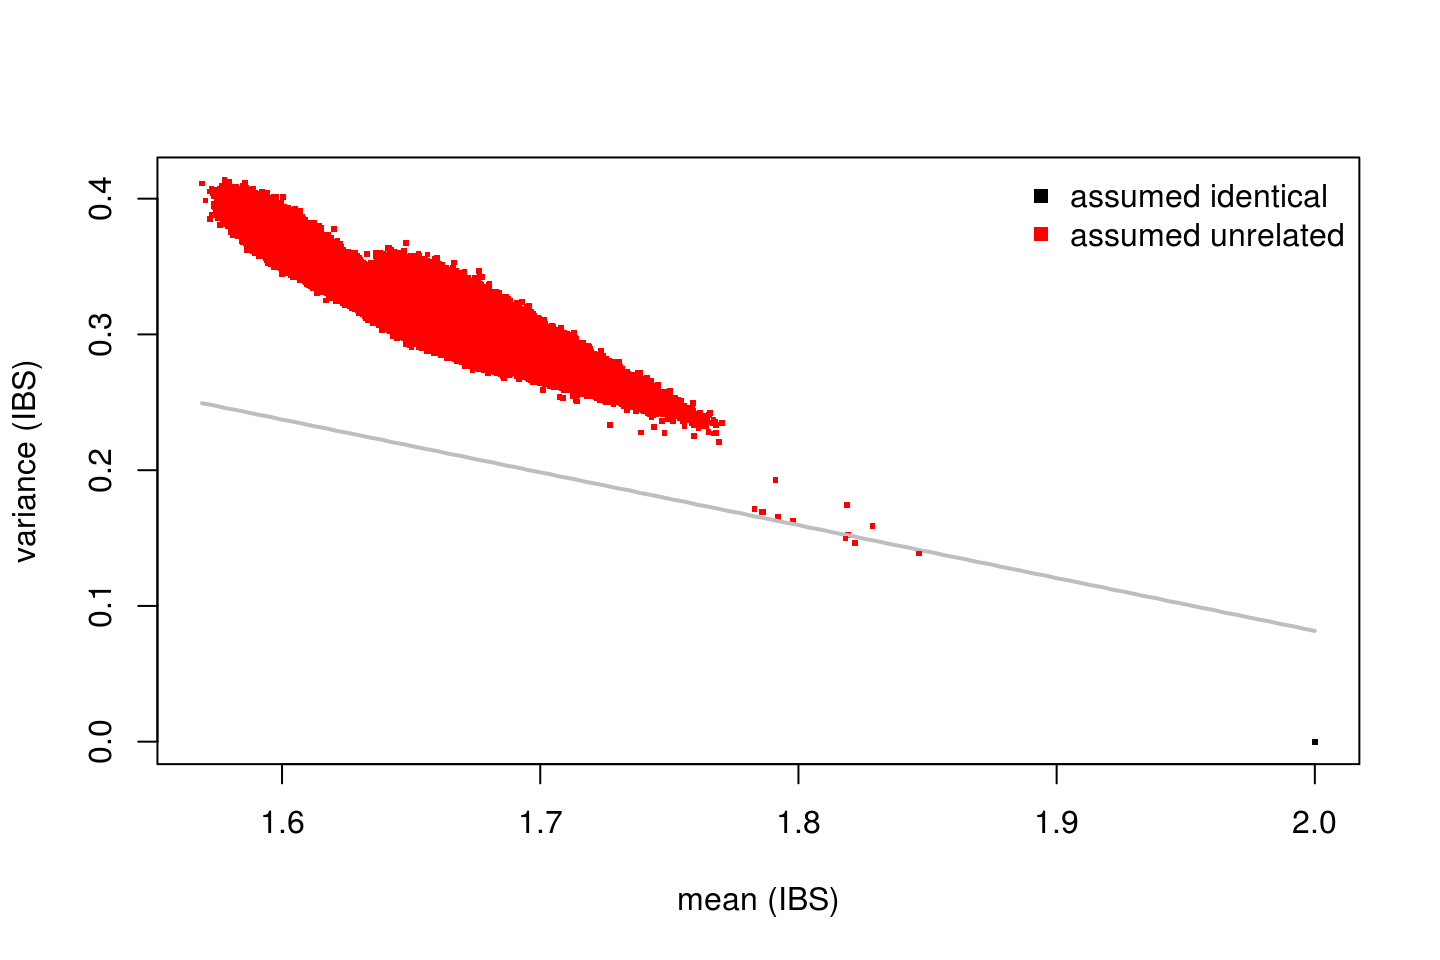 assumed identical
assumed unrelated
variance (IBS)
0.4
0.3
0.2
0.1
0.0
1.6 1.7 1.8 1.9 2.0
mean (IBS)